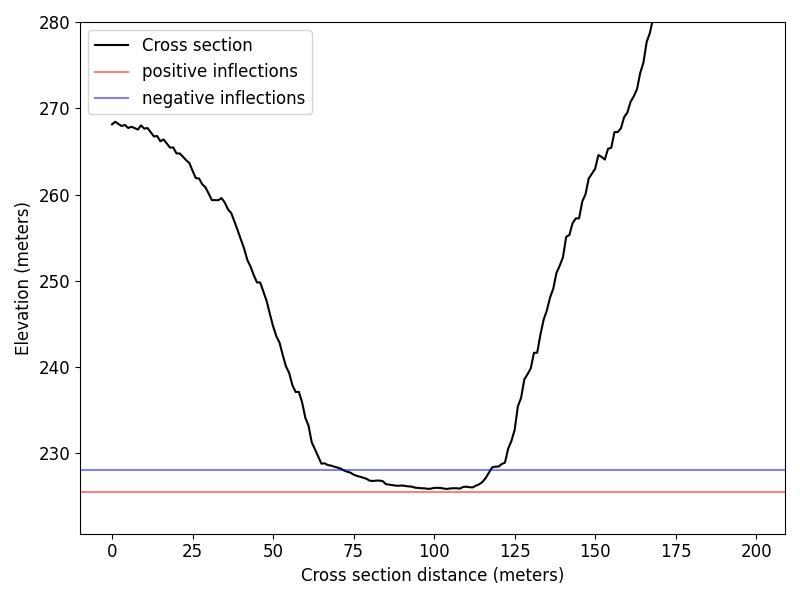 280
270
260
250
240
230
Elevation (meters)
Cross section
positive inflections
negative inflections
0 25 50 75 100 125 150 175 200
Cross section distance (meters)